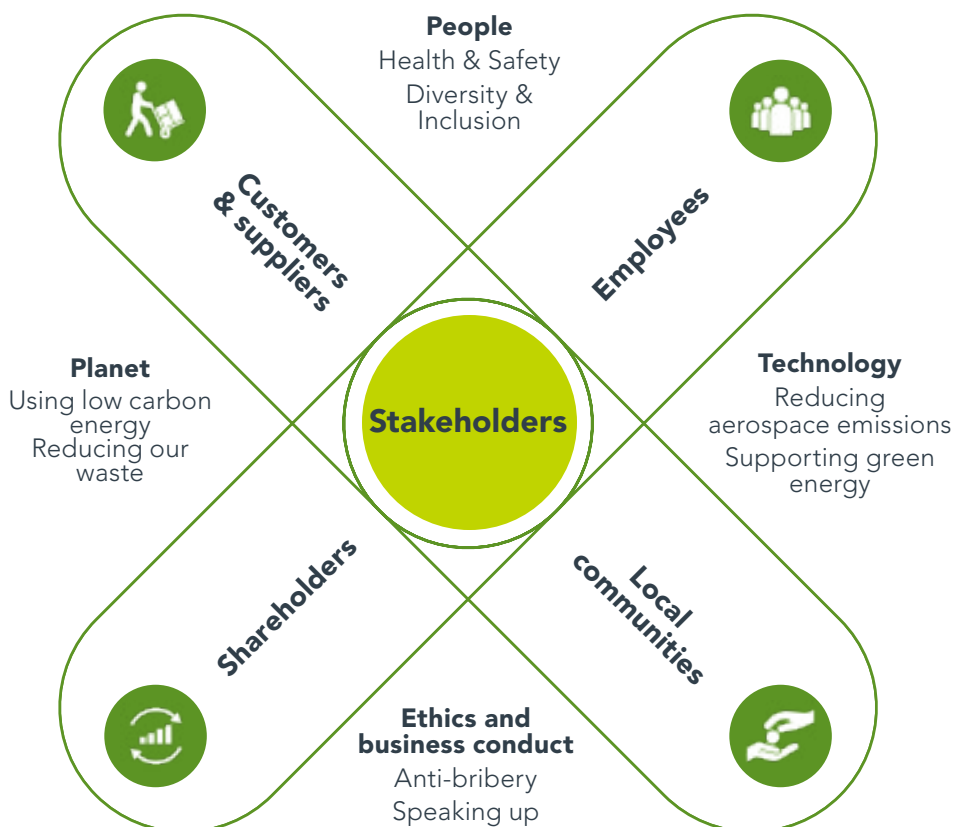 People
Health & Safety
Diversity &
Inclusion
Customers
& suppliers
Employees
Planet
Using low carbon
energy
Reducing our
waste
Stakeholders
Technology
Reducing
aerospace emissions
Supporting green
energy
Shareholders
Local
communities
Ethics and
business conduct
Anti-bribery
Speaking up